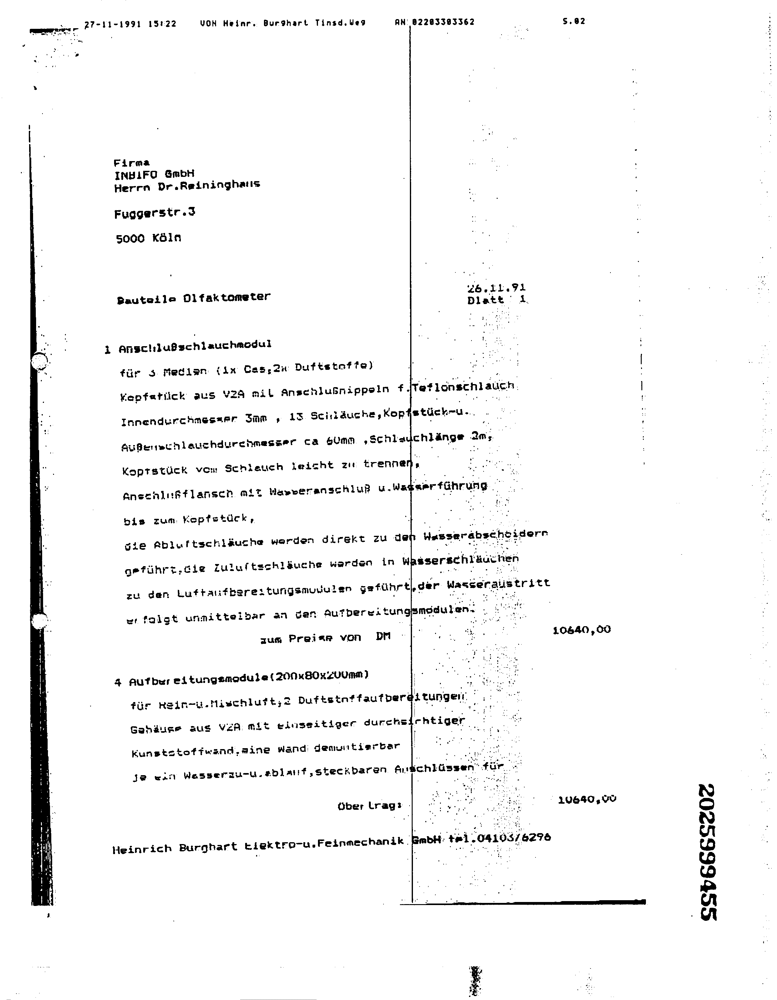 27-11-1991 15:22 VON Heinr. Burghart Tinsd.Weg AN 02203303362 S.02
Firma
INBIFO GmbH
Herrn Dr.Reininghaus
Fuggerstr.3
5000 Köln
Bauteile Olfaktometer
26.11.91
Blatt 1
1 Anschlußschlauchmodul
für 3 Medien (1x Gas,2x Duftstoffe)
Kopfstück aus V2A mit Anschlußnippeln f.Teflonschlauch
Innendurchmesser 3mm , 13 Schläuche,Kopfstück-u.
Außenschlauchdurchmesser ca 60mm ,Schlauchlänge 2m,
Kopfstück vom Schlauch leicht zu trennen,
Anschlußflansch mit Wasseranschluß u.Wasserführung
bis zum Kopfstück,
die Abluftschläuche werden direkt zu den Wasserabscheidern
geführt,die Zuluftschläuche werden in Wasserschläuchen
zu den Luftaufbereitungsmodulen geführt,der Wasseraustritt
erfolgt unmittelbar an den Aufbereitungsmodulen.
zum Preise von DM 10640,00
4 Aufbereitungsmodule(200x80x200mm)
für Rein-u.Mischluft,2 Duftstoffaufbereitungen
Gehäuse aus V2A mit einseitiger durchsichtiger
Kunststoffwand,eine Wand demontierbar
Je ein Wasserzu-u.ablauf,steckbaren Anschlüssen für
Übertrag: 10640,00
Heinrich Burghart Elektro-u.Feinmechanik GmbH tel.04103/6296
2025999455